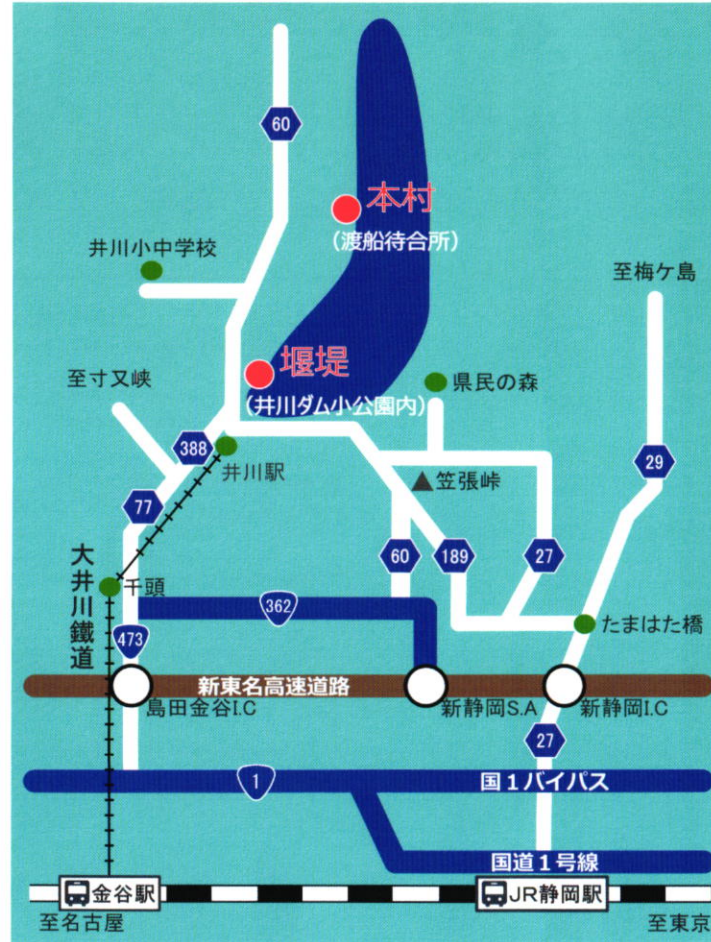 60
本村
(渡船待合所)
井川小中学校
至梅ケ島
堰堤
至寸又峡
県民の森
(井川ダム小公園内)
388
井川駅
29
笠張峠
77
大井川鐵道
60
189
27
千頭
362
たまはた橋
473
新東名高速道路
島田金谷I.C
新静岡S.A
新静岡I.C
27
1
国1バイパス
国道1号線
金谷駅
JR静岡駅
至名古屋
至東京